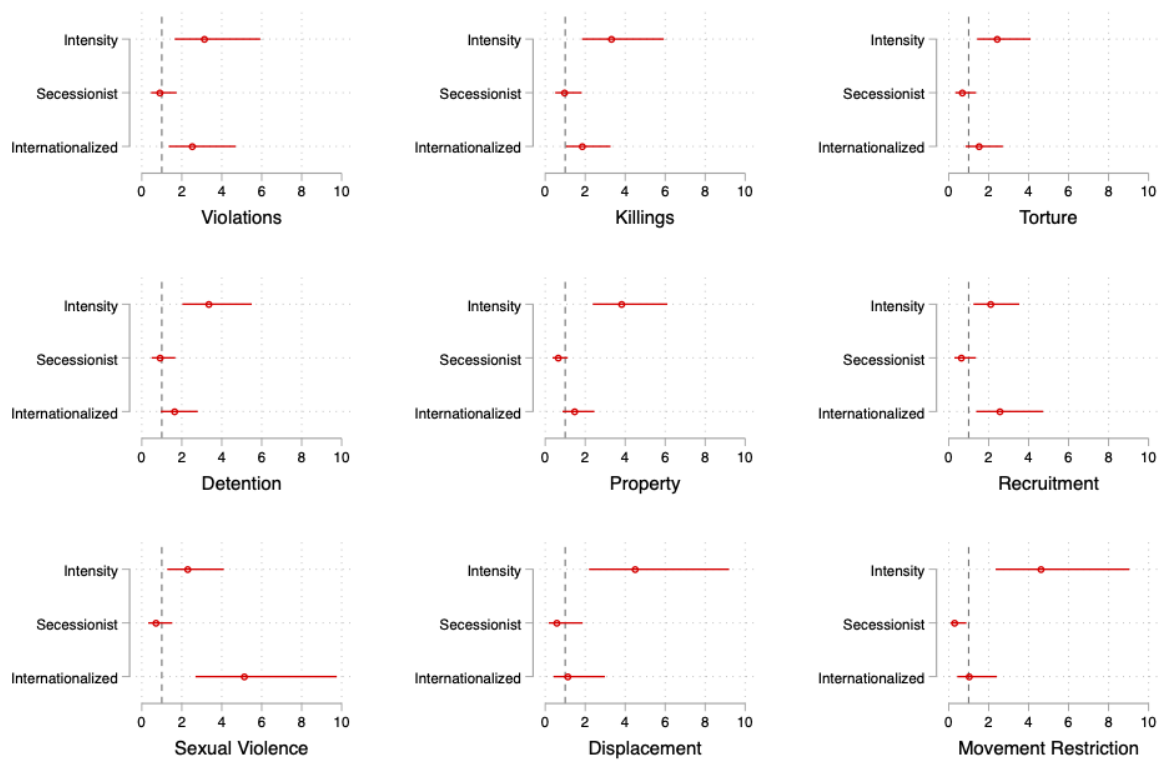 Intensity
Secessionist
Internationalized
0 2 4 6 8 10
Violations
Intensity
Secessionist
Internationalized
0 2 4 6 8 10
Killings
Intensity
Secessionist
Internationalized
0 2 4 6 8 10
Torture
Intensity
Secessionist
Internationalized
0 2 4 6 8 10
Detention
Intensity
Secessionist
Internationalized
0 2 4 6 8 10
Property
Intensity
Secessionist
Internationalized
0 2 4 6 8 10
Recruitment
Intensity
Secessionist
Internationalized
0 2 4 6 8 10
Sexual Violence
Intensity
Secessionist
Internationalized
0 2 4 6 8 10
Displacement
Intensity
Secessionist
Internationalized
0 2 4 6 8 10
Movement Restriction